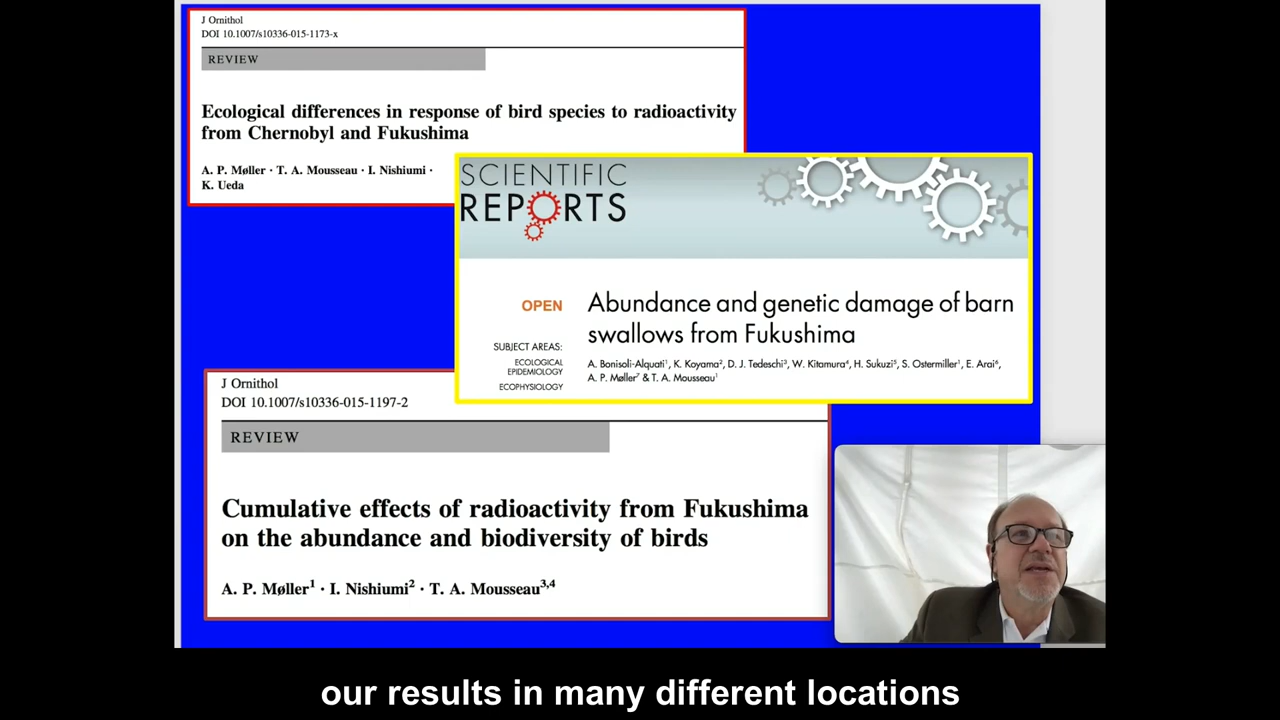 J Ornithol
DOI 10.1007/s10336-015-1173-x
REVIEW
Ecological differences in response of bird species to radioactivity
from Chernobyl and Fukushima
A. P. Møller · T. A. Mousseau · I. Nishiumi ·
K. Ueda
SCIENTIFIC
REPORTS
OPEN
SUBJECT AREAS:
ECOLOGICAL
EPIDEMIOLOGY
ECOPHYSIOLOGY
Abundance and genetic damage of barn
swallows from Fukushima
A. Bonisoli-Alquati¹, K. Koyama², D. J. Tedeschi³, W. Kitamura⁴, H. Sukuzi⁵, S. Ostermiller¹, E. Arai⁶,
A. P. Møller⁷ & T. A. Mousseau¹
J Ornithol
DOI 10.1007/s10336-015-1197-2
REVIEW
Cumulative effects of radioactivity from Fukushima
on the abundance and biodiversity of birds
A. P. Møller¹ · I. Nishiumi² · T. A. Mousseau³,⁴
our results in many different locations